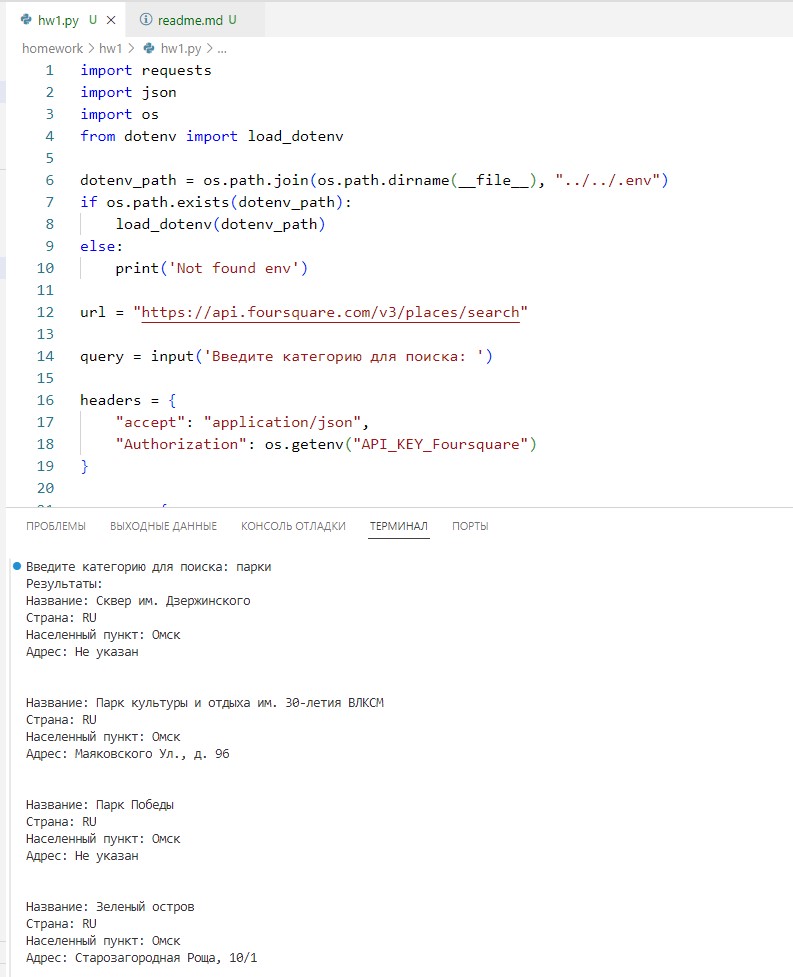 hw1.py U
readme.md U
homework > hw1 > hw1.py > ...
1 import requests
2 import json
3 import os
4 from dotenv import load_dotenv
5
6 dotenv_path = os.path.join(os.path.dirname(__file__), "../../.env")
7 if os.path.exists(dotenv_path):
8 load_dotenv(dotenv_path)
9 else:
10 print('Not found env')
11
12 url = "https://api.foursquare.com/v3/places/search"
13
14 query = input('Введите категорию для поиска: ')
15
16 headers = {
17 "accept": "application/json",
18 "Authorization": os.getenv("API_KEY_Foursquare")
19 }
20
ПРОБЛЕМЫ ВЫХОДНЫЕ ДАННЫЕ КОНСОЛЬ ОТЛАДКИ ТЕРМИНАЛ ПОРТЫ
Введите категорию для поиска: парки
Результаты:
Название: Сквер им. Дзержинского
Страна: RU
Населенный пункт: Омск
Адрес: Не указан
Название: Парк культуры и отдыха им. 30-летия ВЛКСМ
Страна: RU
Населенный пункт: Омск
Адрес: Маяковского Ул., д. 96
Название: Парк Победы
Страна: RU
Населенный пункт: Омск
Адрес: Не указан
Название: Зеленый остров
Страна: RU
Населенный пункт: Омск
Адрес: Старозагородная Роща, 10/1